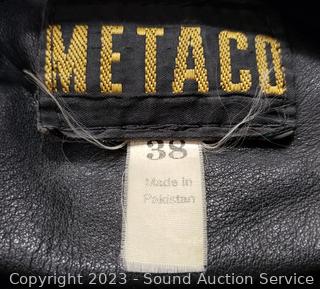 METACO
38
Made in
Pakistan
Copyright © 2023 - Sound Auction Service